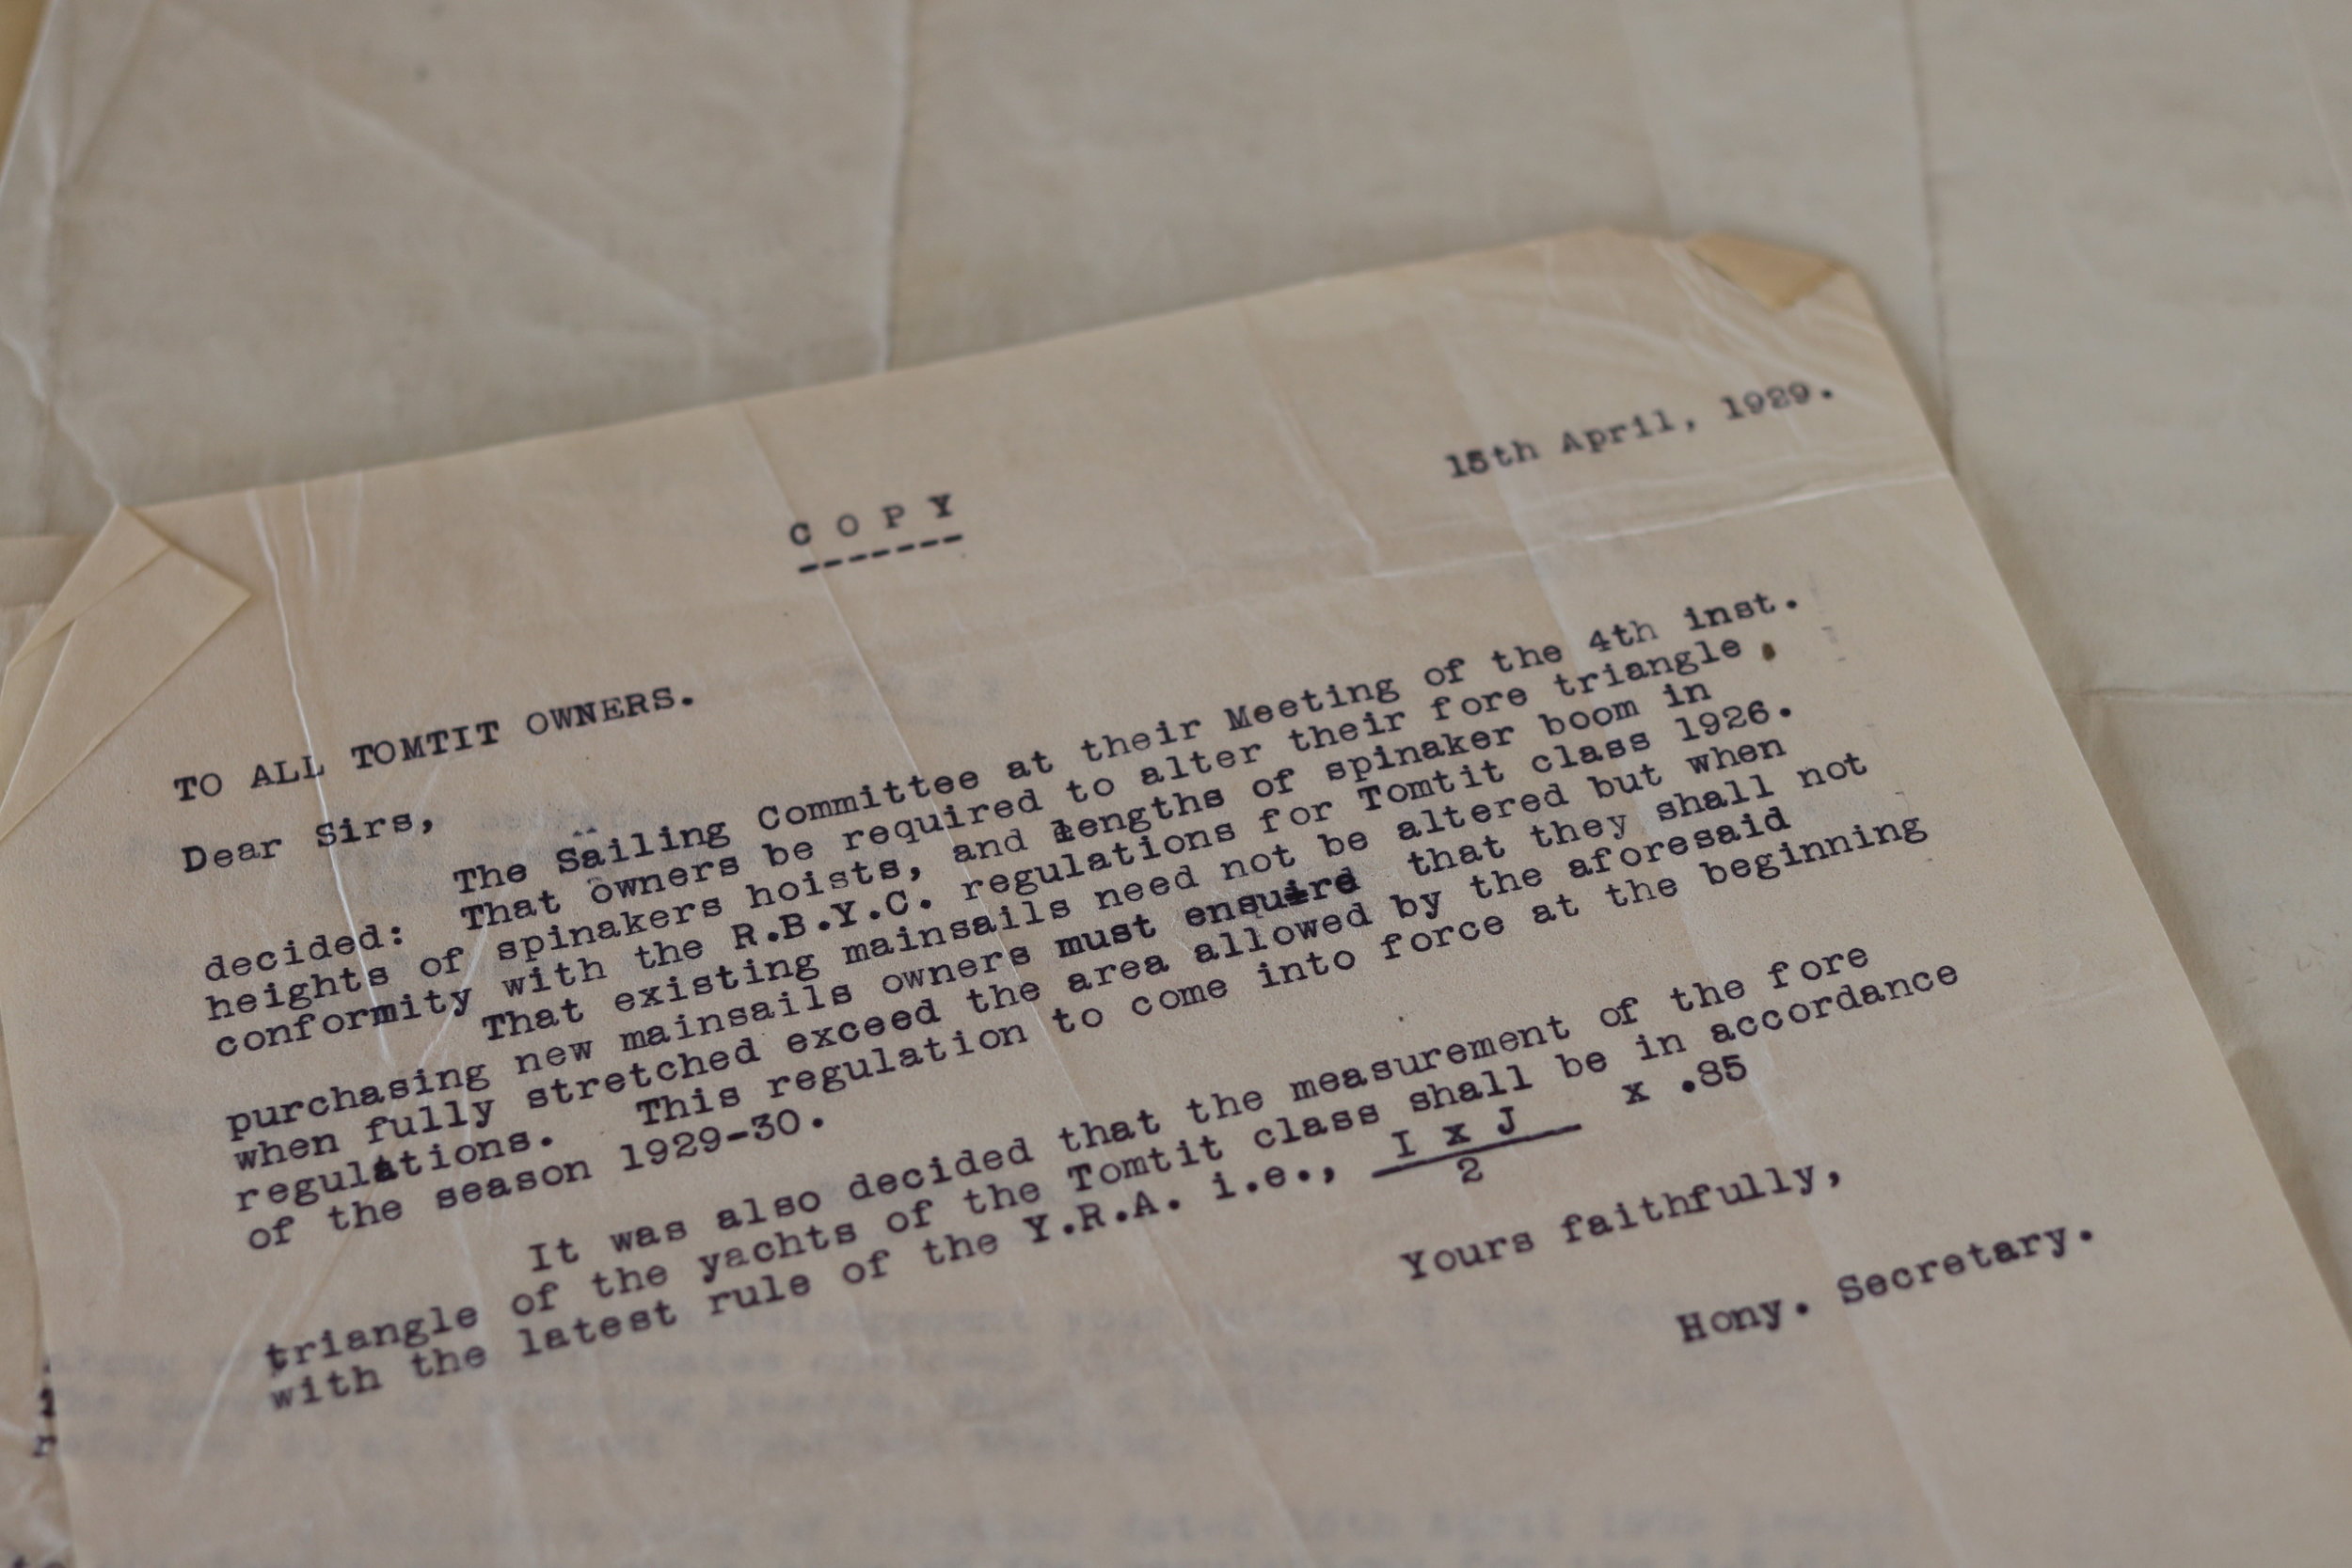 15th April, 1929.
C O P Y
-------
TO ALL TOMTIT OWNERS.
Dear Sirs,
The Sailing Committee at their Meeting of the 4th inst.
decided: That owners be required to alter their fore triangle,
heights of spinakers hoists, and lengths of spinaker boom in
conformity with the R.B.Y.C. regulations for Tomtit class 1926.
That existing mainsails need not be altered but when
purchasing new mainsails owners must ensuire that they shall not
when fully stretched exceed the area allowed by the aforesaid
regulations. This regulation to come into force at the beginning
of the season 1929-30.
It was also decided that the measurement of the fore
triangle of the yachts of the Tomtit class shall be in accordance
with the latest rule of the Y.R.A. i.e., I x J x .85
2
Yours faithfully,
Hony. Secretary.